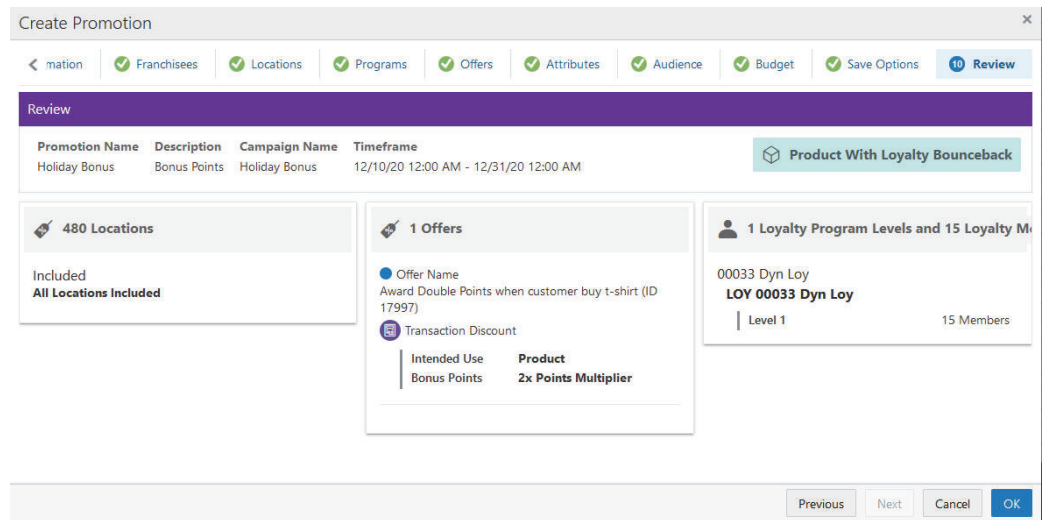 Create Promotion
mation Franchisees Locations Programs Offers Attributes Audience Budget Save Options 10 Review
Review
Promotion Name Description Campaign Name Timeframe
Holiday Bonus Bonus Points Holiday Bonus 12/10/20 12:00 AM - 12/31/20 12:00 AM
Product With Loyalty Bounceback
480 Locations
Included
All Locations Included
1 Offers
Offer Name
Award Double Points when customer buy t-shirt (ID
17997)
Transaction Discount
Intended Use Product
Bonus Points 2x Points Multiplier
1 Loyalty Program Levels and 15 Loyalty M
00033 Dyn Loy
LOY 00033 Dyn Loy
Level 1 15 Members
Previous Next Cancel OK